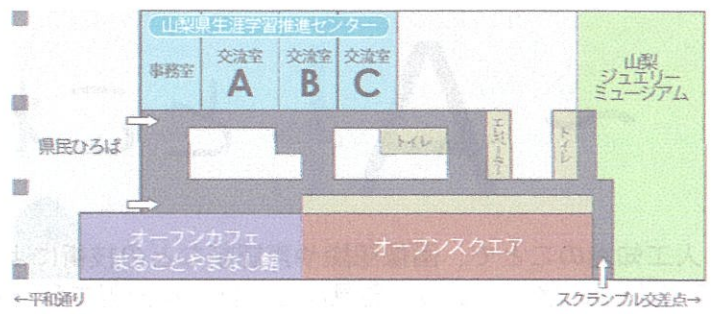 山梨県生涯学習推進センター
事務室
交流室
A
交流室
B
交流室
C
山梨
ジュエリー
ミュージアム
県民ひろば
トイレ
エレベーター
トイレ
オープンカフェ
まるごとやまなし館
オープンスクエア
←平和通り
スクランブル交差点→